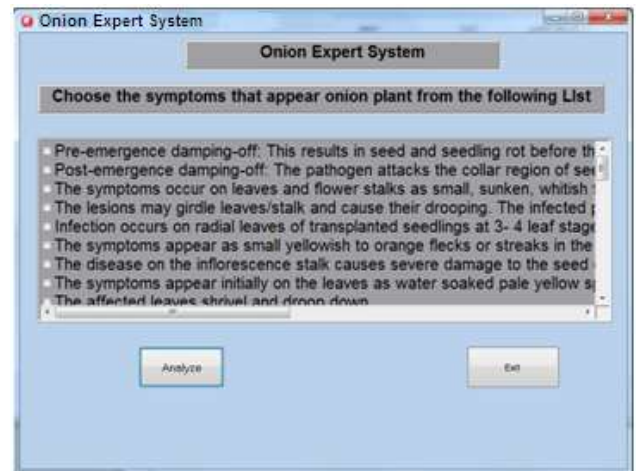 Onion Expert System
Onion Expert System
Choose the symptoms that appear onion plant from the following LIst
Pre-emergence damping-off: This results in seed and seedling rot before th
Post-emergence damping-off: The pathogen attacks the collar region of see
The symptoms occur on leaves and flower stalks as small, sunken, whitish
The lesions may girdle leaves/stalk and cause their drooping. The infected
Infection occurs on radial leaves of transplanted seedlings at 3- 4 leaf stage
The symptoms appear as small yellowish to orange flecks or streaks in the
The disease on the inflorescence stalk causes severe damage to the seed
The symptoms appear initially on the leaves as water soaked pale yellow s
The affected leaves shrivel and droop down
Analyze
Exit